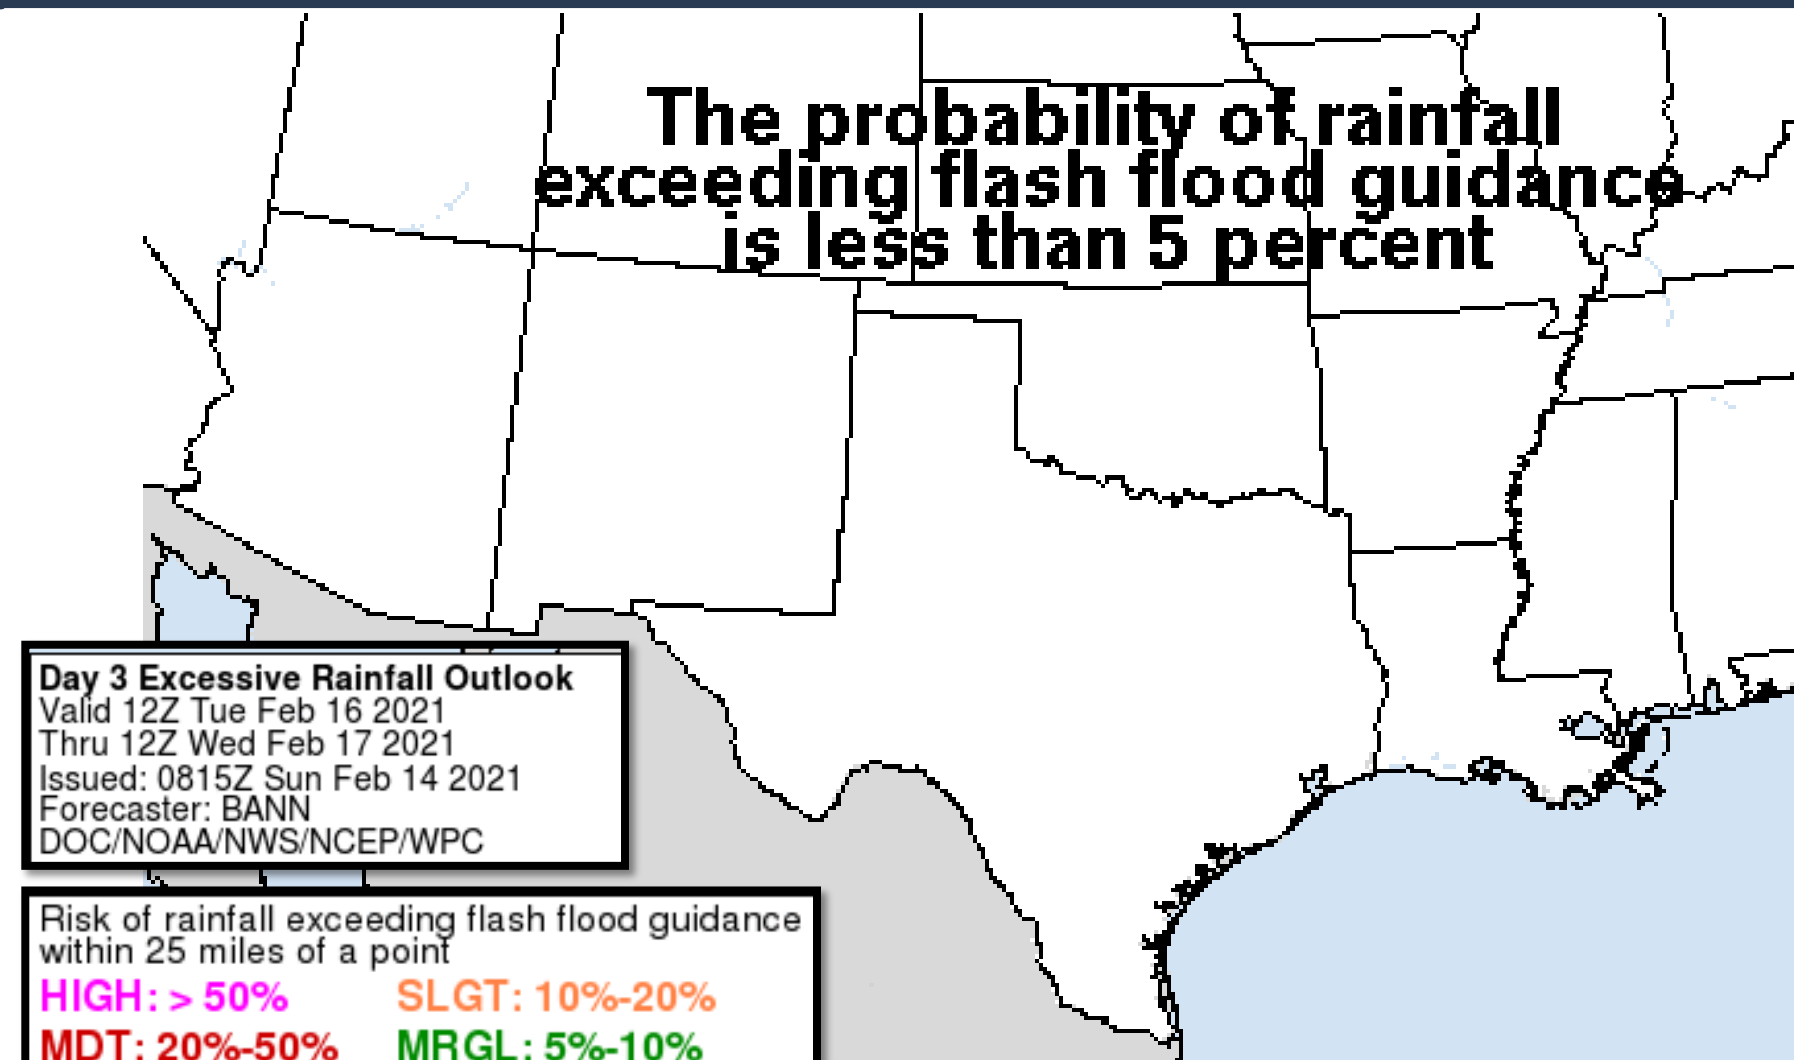 The probability of rainfall
exceeding flash flood guidance
is less than 5 percent
Day 3 Excessive Rainfall Outlook
Valid 12Z Tue Feb 16 2021
Thru 12Z Wed Feb 17 2021
Issued: 0815Z Sun Feb 14 2021
Forecaster: BANN
DOC/NOAA/NWS/NCEP/WPC
Risk of rainfall exceeding flash flood guidance
within 25 miles of a point
HIGH: > 50% SLGT: 10%-20%
MDT: 20%-50% MRGL: 5%-10%